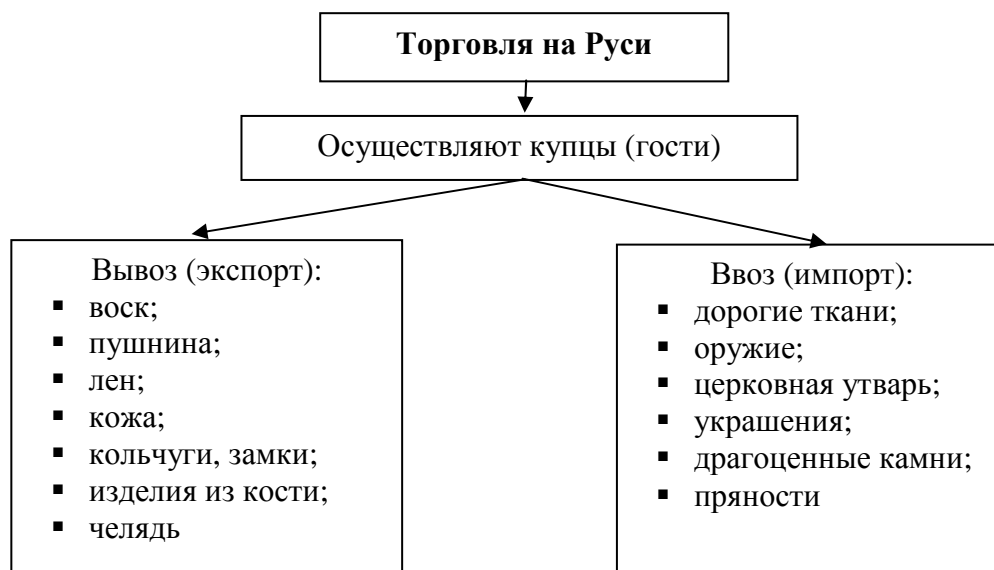 Торговля на Руси
Осуществляют купцы (гости)
Вывоз (экспорт):
▪ воск;
▪ пушнина;
▪ лен;
▪ кожа;
▪ кольчуги, замки;
▪ изделия из кости;
▪ челядь
Ввоз (импорт):
▪ дорогие ткани;
▪ оружие;
▪ церковная утварь;
▪ украшения;
▪ драгоценные камни;
▪ пряности